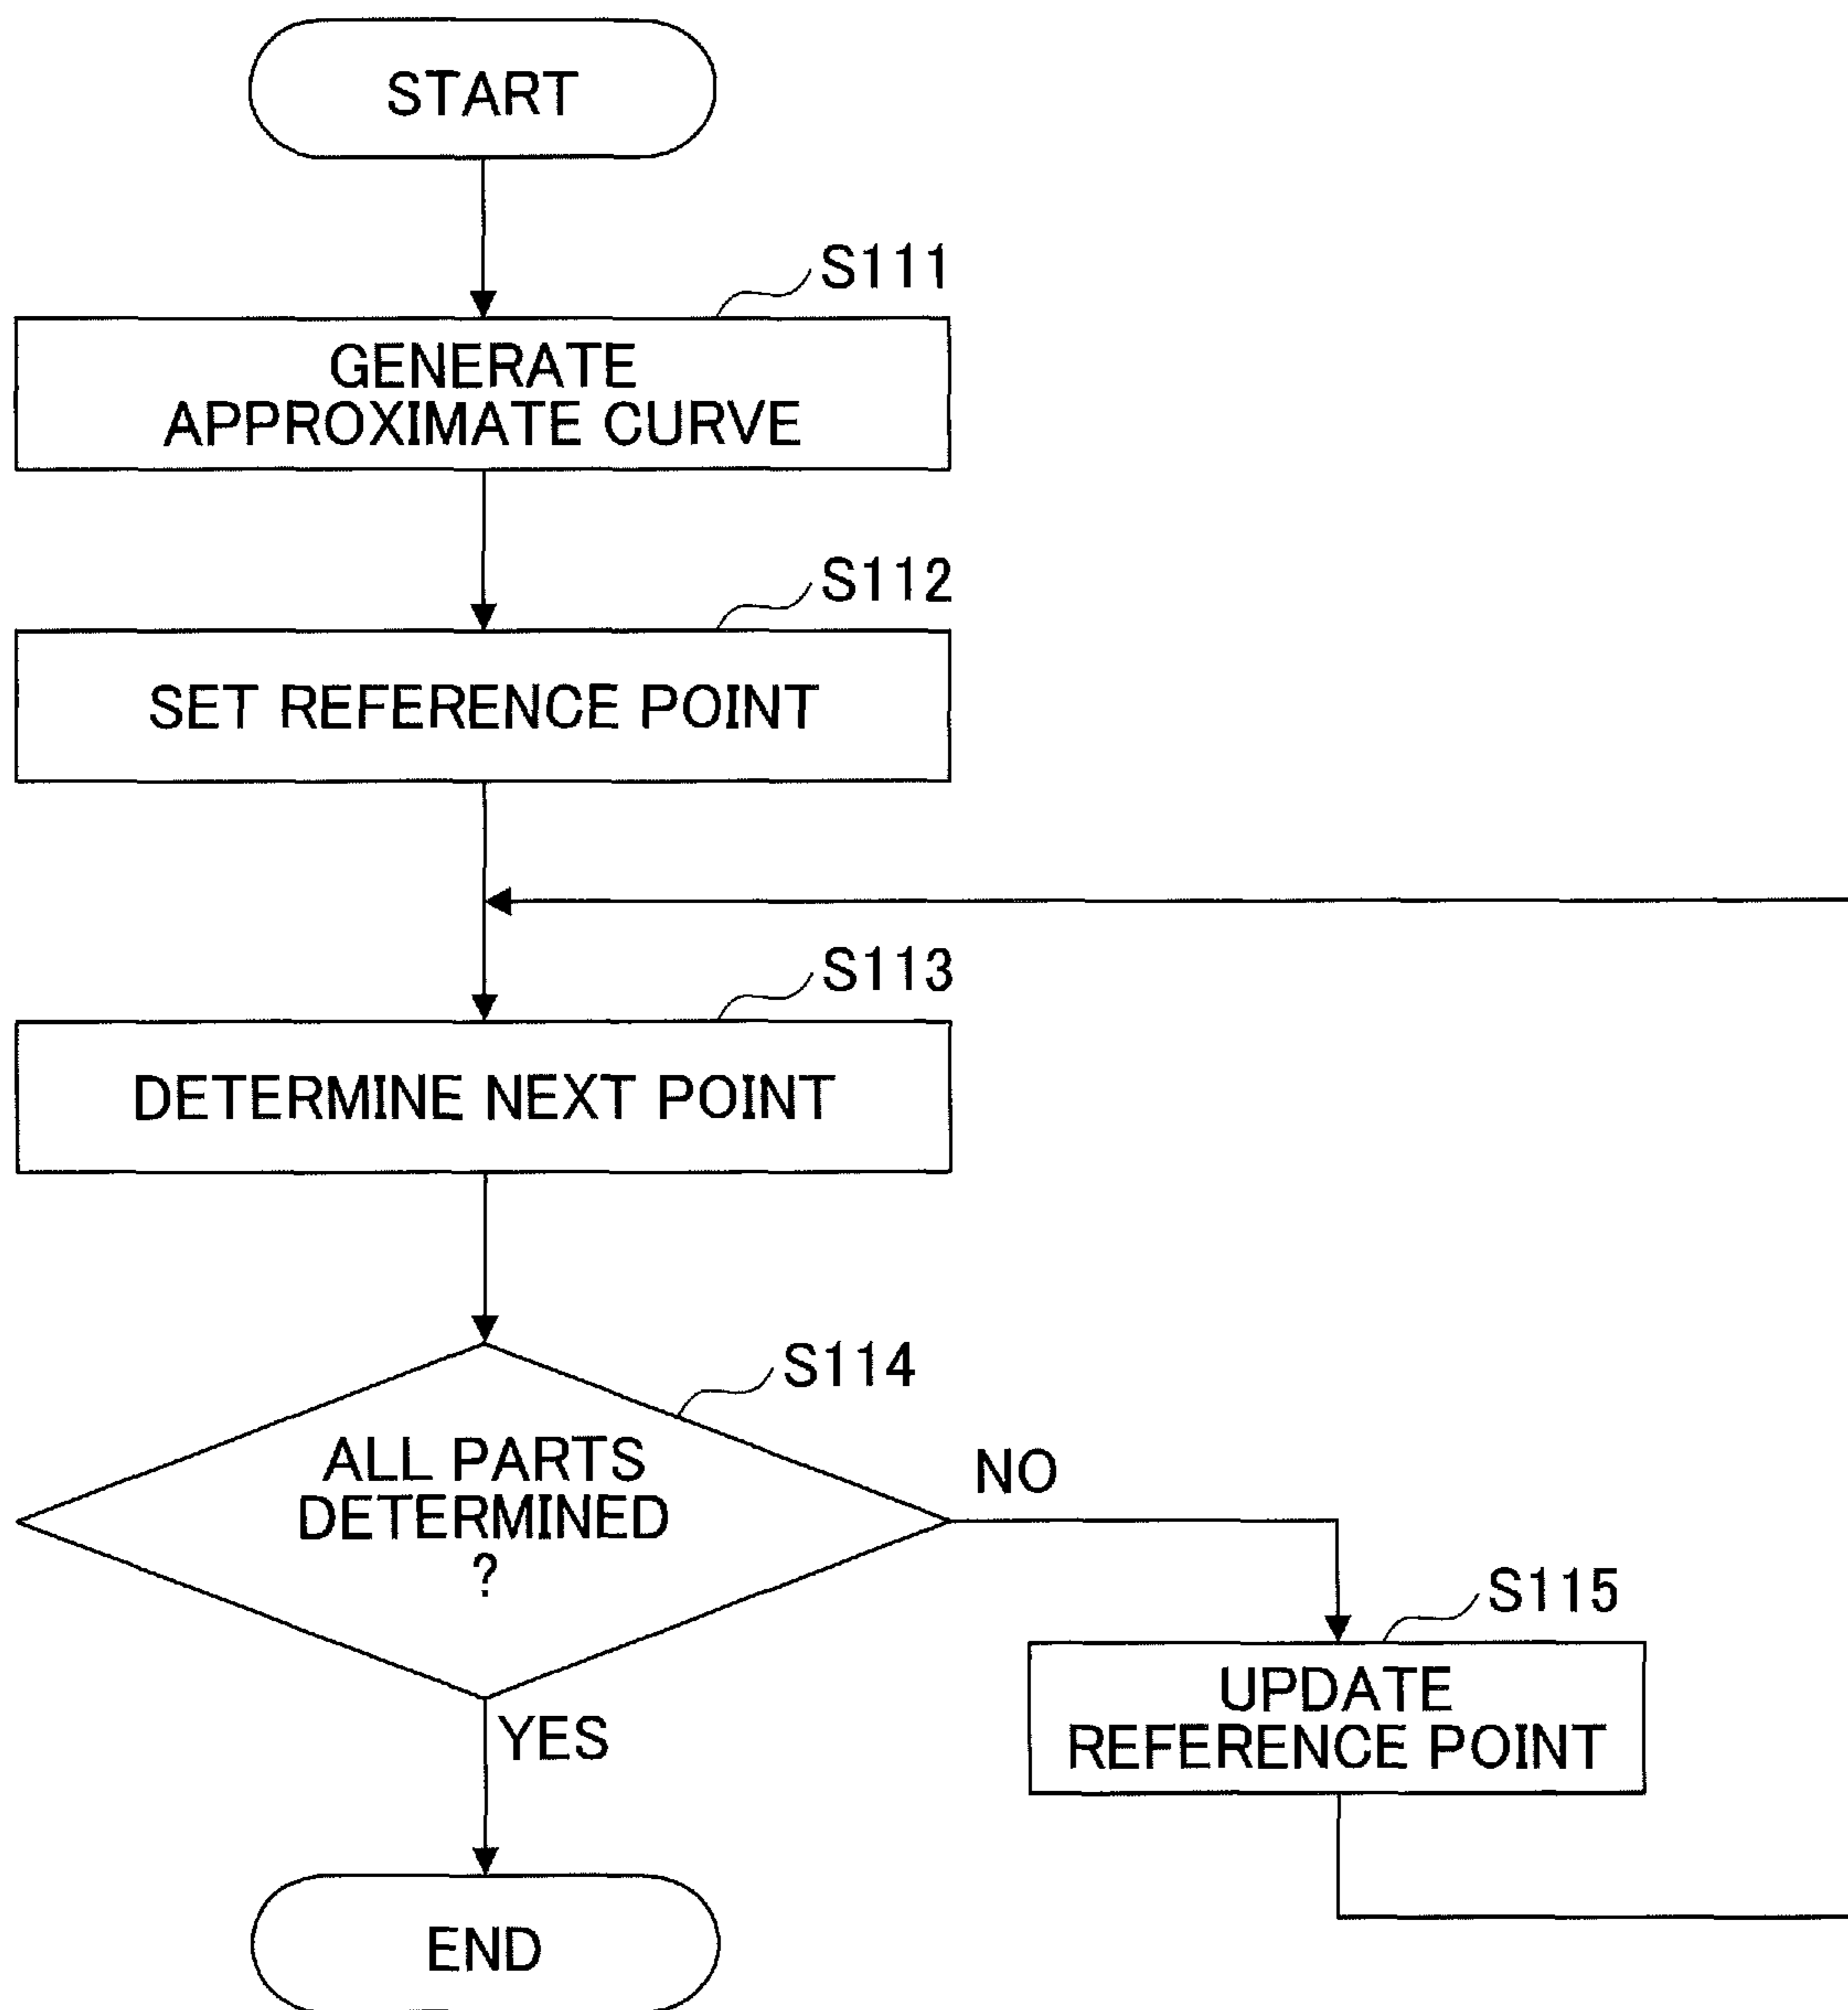 START
S111
GENERATE
APPROXIMATE CURVE
S112
SET REFERENCE POINT
S113
DETERMINE NEXT POINT
S114
ALL PARTS
DETERMINED
?
NO
S115
UPDATE
REFERENCE POINT
YES
END